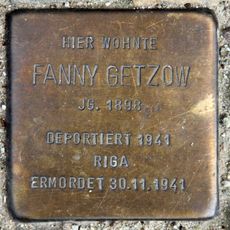 HIER WOHNTE
FANNY GETZOW
JG. 1898
DEPORTIERT 1941
RIGA
ERMORDET 30.11.1941